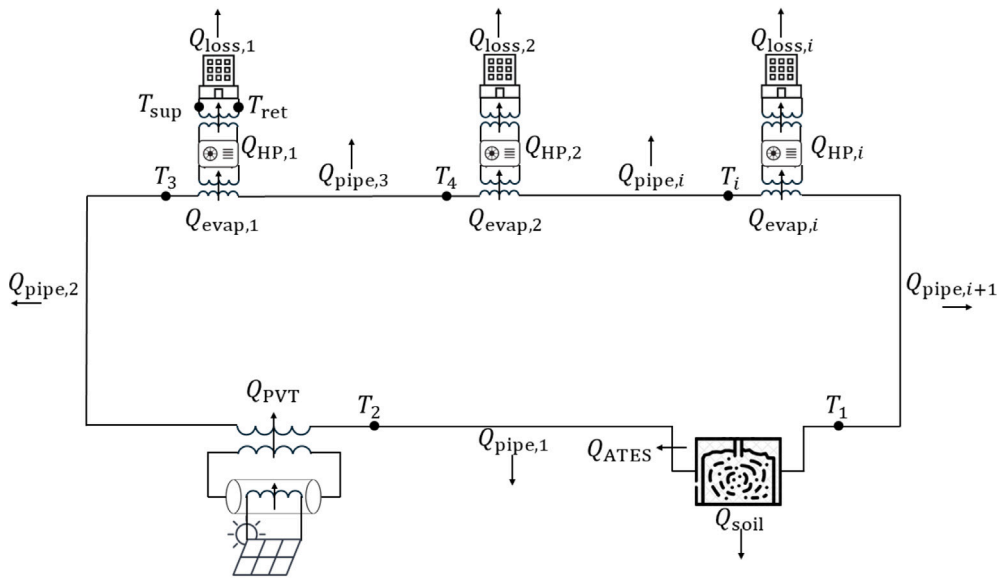 Q_loss,1
Q_loss,2
Q_loss,i
T_sup
T_ret
Q_HP,1
Q_HP,2
Q_HP,i
T_3
Q_pipe,3
T_4
Q_pipe,i
T_i
Q_evap,1
Q_evap,2
Q_evap,i
Q_pipe,2
Q_pipe,i+1
Q_PVT
T_2
T_1
Q_pipe,1
Q_ATES
Q_soil